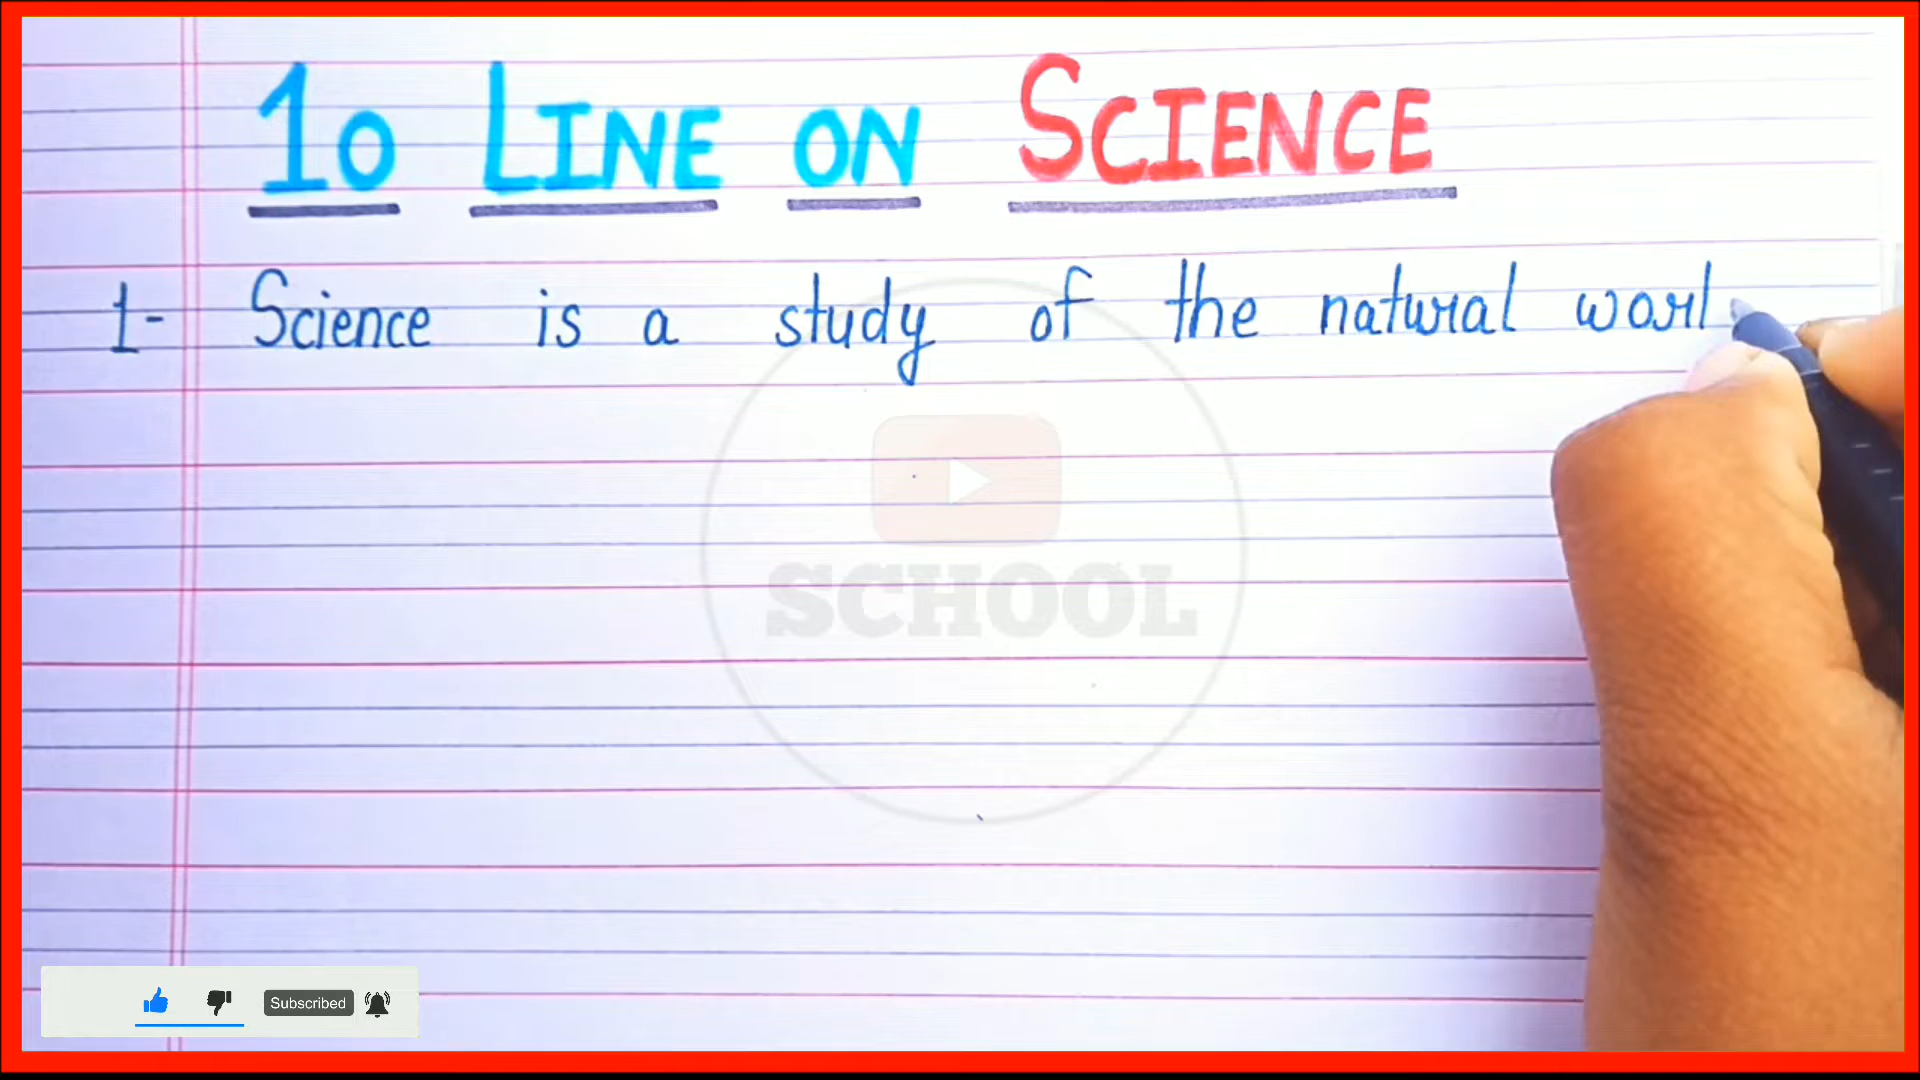 10 LINE ON SCIENCE
1- Science is a study of the natural worl
SCHOOL
Subscribed